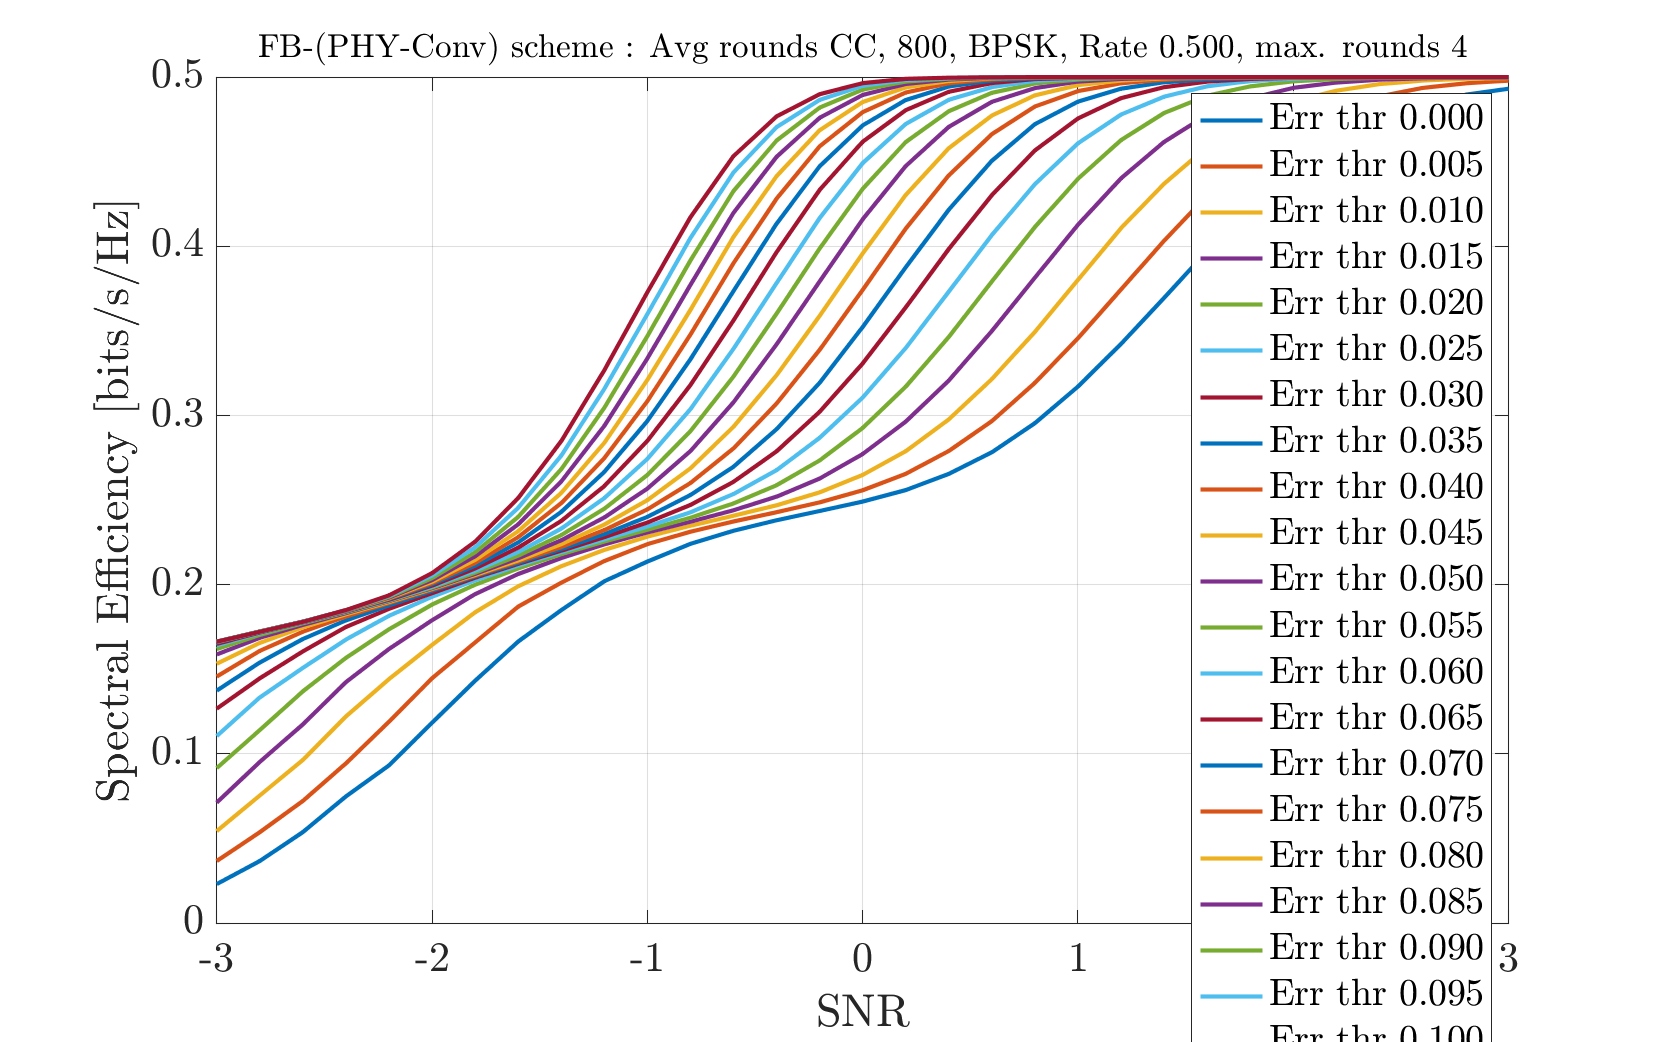 FB-(PHY-Conv) scheme : Avg rounds CC, 800, BPSK, Rate 0.500, max. rounds 4
0.5
0.4
0.3
0.2
0.1
0
Spectral Efficiency [bits/s/Hz]
-3
-2
-1
0
1
3
SNR
Err thr 0.000
Err thr 0.005
Err thr 0.010
Err thr 0.015
Err thr 0.020
Err thr 0.025
Err thr 0.030
Err thr 0.035
Err thr 0.040
Err thr 0.045
Err thr 0.050
Err thr 0.055
Err thr 0.060
Err thr 0.065
Err thr 0.070
Err thr 0.075
Err thr 0.080
Err thr 0.085
Err thr 0.090
Err thr 0.095
Err thr 0.100